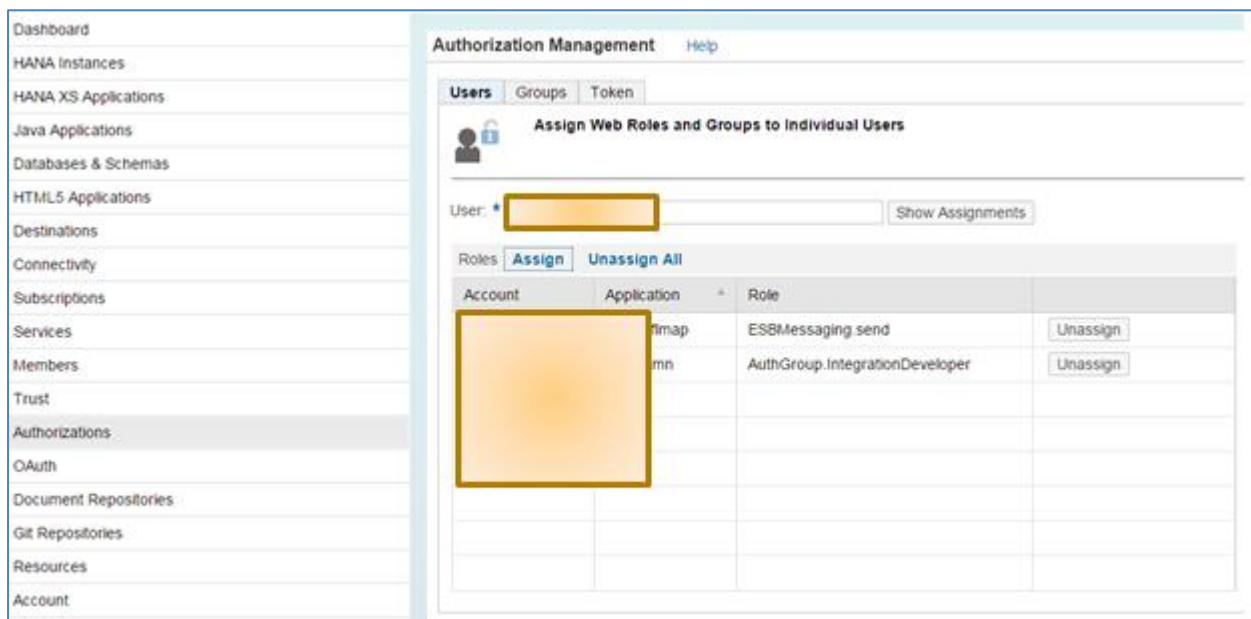 Dashboard
HANA Instances
HANA XS Applications
Java Applications
Databases & Schemas
HTML5 Applications
Destinations
Connectivity
Subscriptions
Services
Members
Trust
Authorizations
OAuth
Document Repositories
Git Repositories
Resources
Account
Authorization Management Help
Users Groups Token
Assign Web Roles and Groups to Individual Users
User: * Show Assignments
Roles Assign Unassign All
Account Application Role
ESBMessaging.send Unassign
AuthGroup.IntegrationDeveloper Unassign